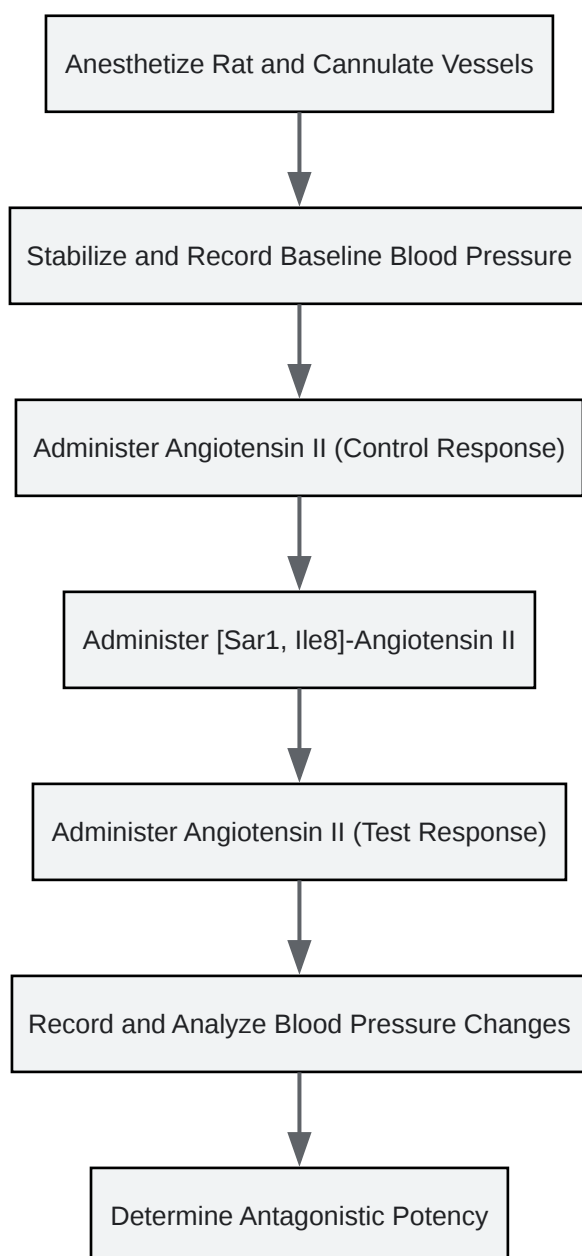 Anesthetize Rat and Cannulate Vessels
Stabilize and Record Baseline Blood Pressure
Administer Angiotensin II (Control Response)
Administer [Sar1, Ile8]-Angiotensin II
Administer Angiotensin II (Test Response)
Record and Analyze Blood Pressure Changes
Determine Antagonistic Potency